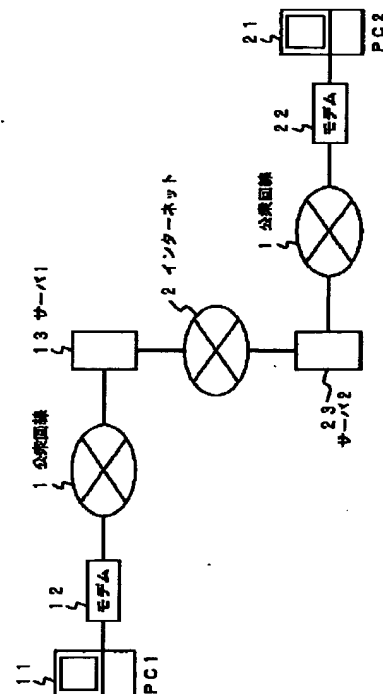 11
PC1
12
モデム
1 公衆回線
13 サーバ1
2 インターネット
23
サーバ2
1 公衆回線
22
モデム
21
PC2